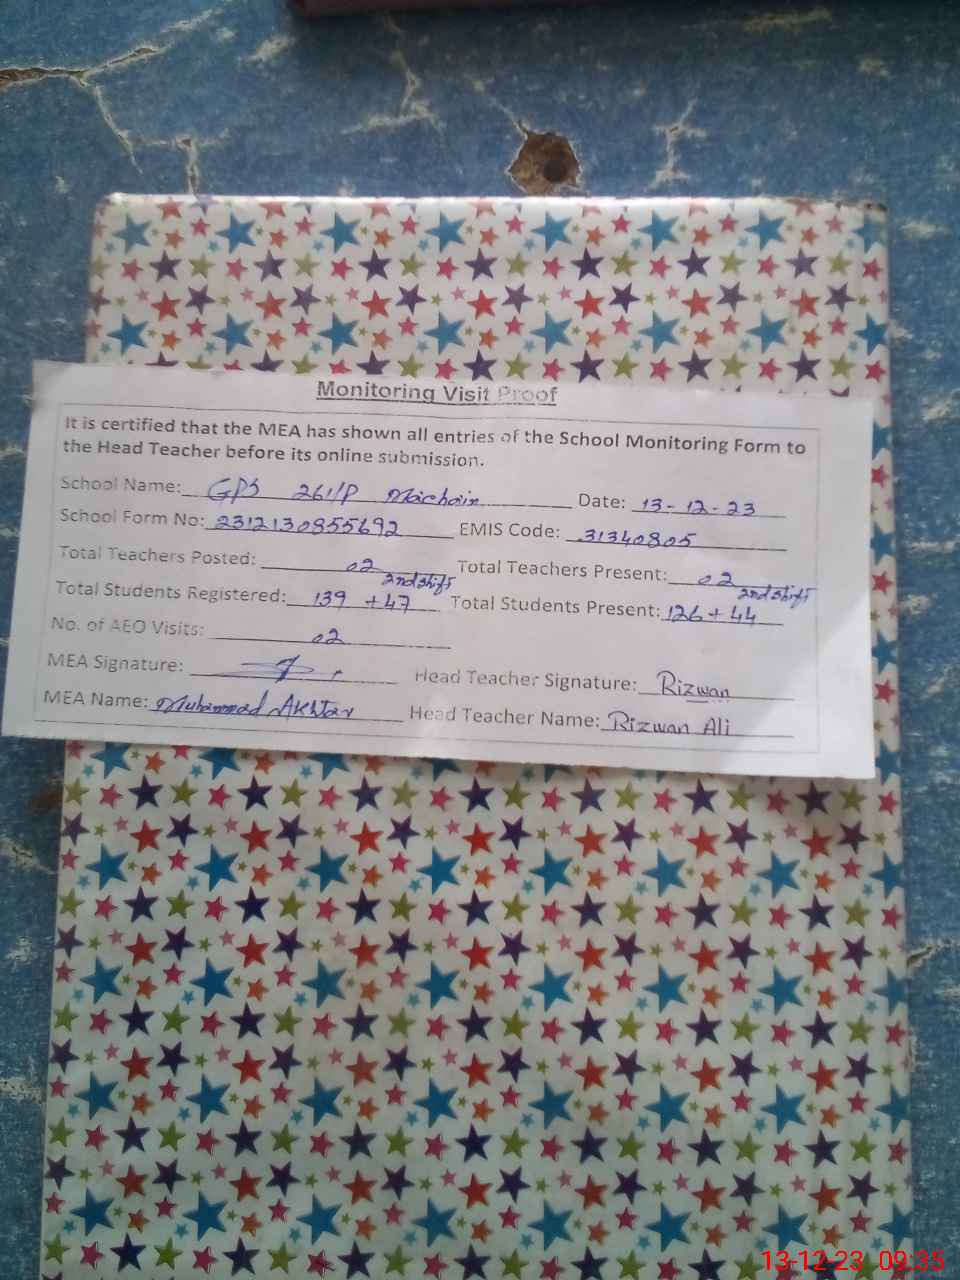 Monitoring Visit Proof
It is certified that the MEA has shown all entries of the School Monitoring Form to
the Head Teacher before its online submission.
School Name: GPS 261/P Machain Date: 13-12-23
School Form No: 2312130855692 EMIS Code: 31340805
Total Teachers Posted: 02 Total Teachers Present: 02
2nd shift 2nd shift
Total Students Registered: 139 +47 Total Students Present: 126+44
No. of AEO Visits: 02
MEA Signature: Head Teacher Signature: Rizwan
MEA Name: Muhammad Akhtar Head Teacher Name: Rizwan Ali
13-12-23 09:35